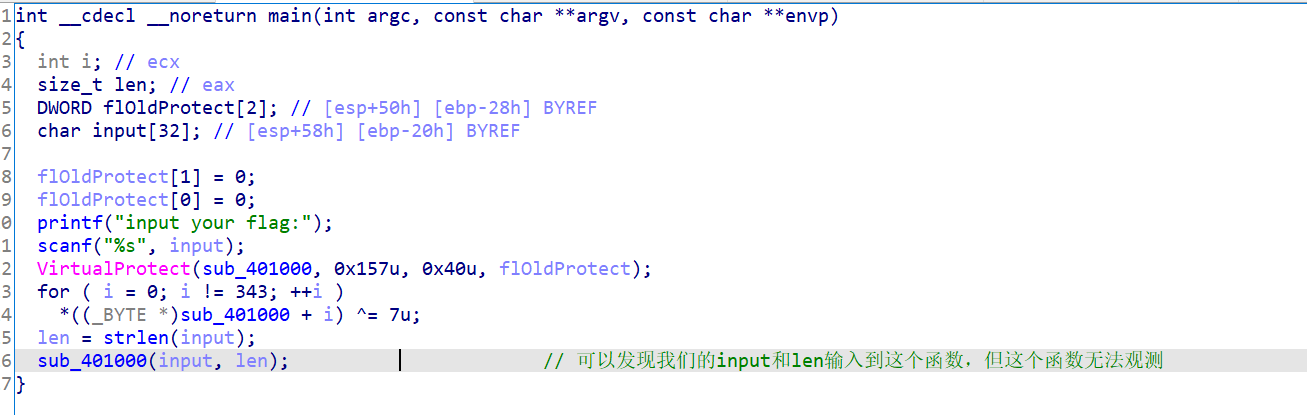 1 int __cdecl __noreturn main(int argc, const char **argv, const char **envp)
2 {
3 int i; // ecx
4 size_t len; // eax
5 DWORD flOldProtect[2]; // [esp+50h] [ebp-28h] BYREF
6 char input[32]; // [esp+58h] [ebp-20h] BYREF
7
8 flOldProtect[1] = 0;
9 flOldProtect[0] = 0;
0 printf("input your flag:");
1 scanf("%s", input);
2 VirtualProtect(sub_401000, 0x157u, 0x40u, flOldProtect);
3 for ( i = 0; i != 343; ++i )
4 *((_BYTE *)sub_401000 + i) ^= 7u;
5 len = strlen(input);
6 sub_401000(input, len); // 可以发现我们的input和len输入到这个函数，但这个函数无法观测
7 }